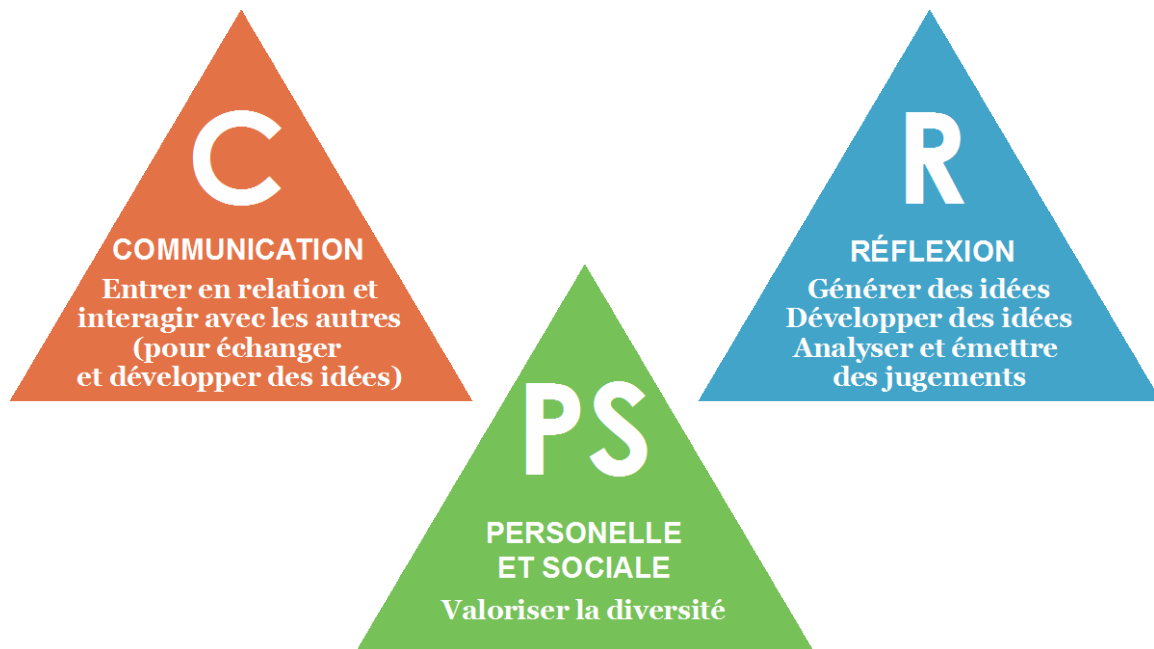 C
COMMUNICATION
Entrer en relation et
interagir avec les autres
(pour échanger
et développer des idées)
R
RÉFLEXION
Générer des idées
Développer des idées
Analyser et émettre
des jugements
PS
PERSONELLE
ET SOCIALE
Valoriser la diversité